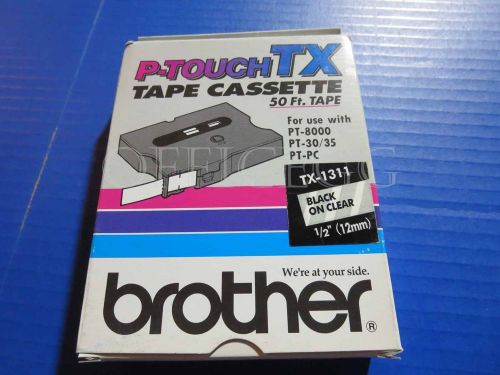 P-TOUCH TX
TAPE CASSETTE
50 Ft. TAPE
For use with
PT-8000
PT-30/35
PT-PC
TX-1311
BLACK
ON CLEAR
1/2" (12mm)
We're at your side.
brother®